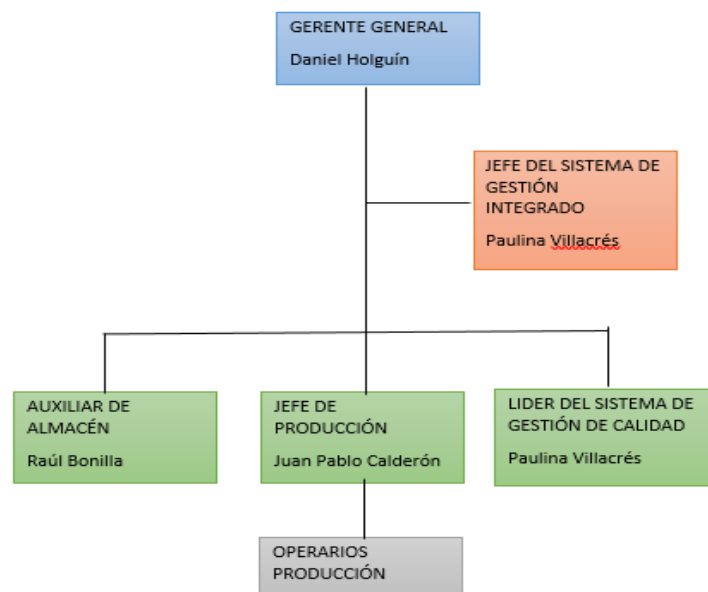 GERENTE GENERAL
Daniel Holguín
JEFE DEL SISTEMA DE
GESTIÓN
INTEGRADO
Paulina Villacrés
AUXILIAR DE
ALMACÉN
Raúl Bonilla
JEFE DE
PRODUCCIÓN
Juan Pablo Calderón
LIDER DEL SISTEMA DE
GESTIÓN DE CALIDAD
Paulina Villacrés
OPERARIOS
PRODUCCIÓN